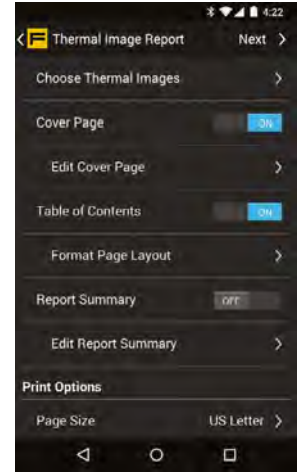 4:22
Thermal Image Report Next
Choose Thermal Images
Cover Page ON
Edit Cover Page
Table of Contents ON
Format Page Layout
Report Summary OFF
Edit Report Summary
Print Options
Page Size US Letter